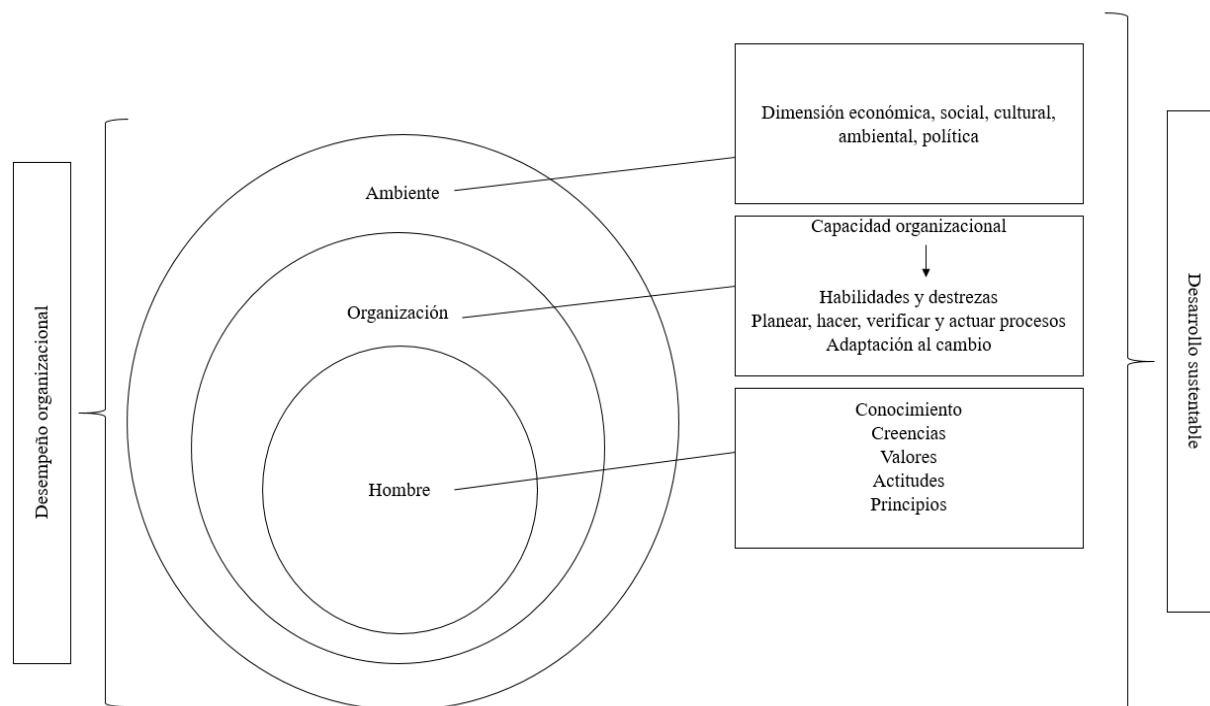 Desempeño organizacional
Ambiente
Organización
Hombre
Dimensión económica, social, cultural,
ambiental, política
Capacidad organizacional
Habilidades y destrezas
Planear, hacer, verificar y actuar procesos
Adaptación al cambio
Conocimiento
Creencias
Valores
Actitudes
Principios
Desarrollo sustentable